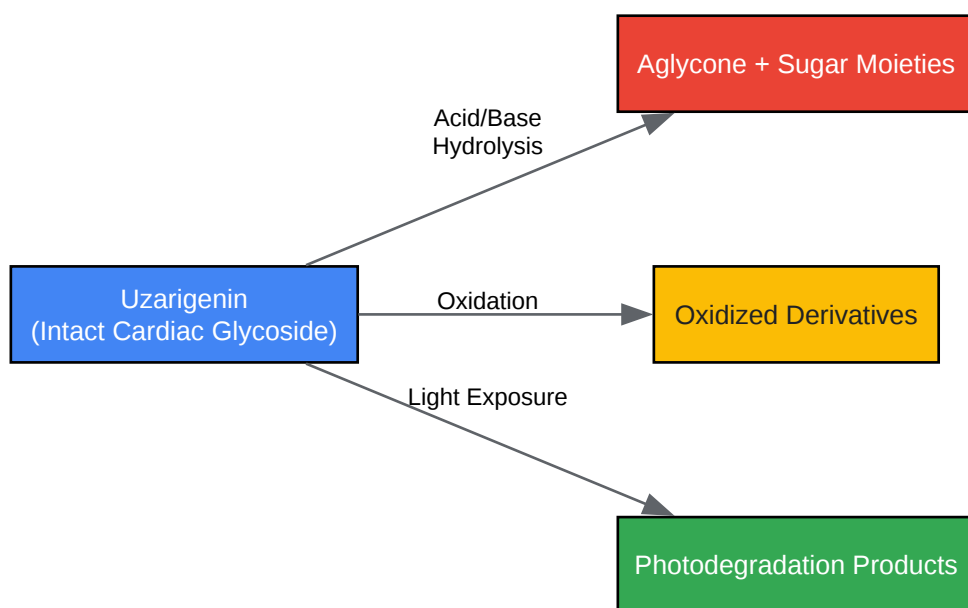 Aglycone + Sugar Moieties
Acid/Base
Hydrolysis
Uzarigenin
(Intact Cardiac Glycoside)
Oxidation
Oxidized Derivatives
Light Exposure
Photodegradation Products